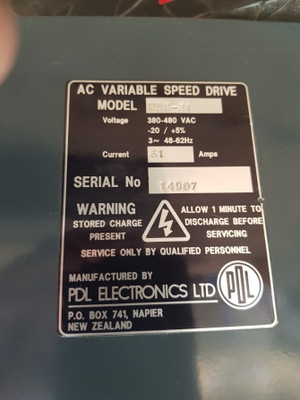 AC VARIABLE SPEED DRIVE
MODEL
Voltage 380-480 VAC
-20 / +5%
3~ 48-62Hz
Current 31 Amps
SERIAL No 14967
WARNING
STORED CHARGE
PRESENT
ALLOW 1 MINUTE TO
DISCHARGE BEFORE
SERVICING
SERVICE ONLY BY QUALIFIED PERSONNEL
MANUFACTURED BY
PDL ELECTRONICS LTD
PDL
P.O. BOX 741, NAPIER
NEW ZEALAND